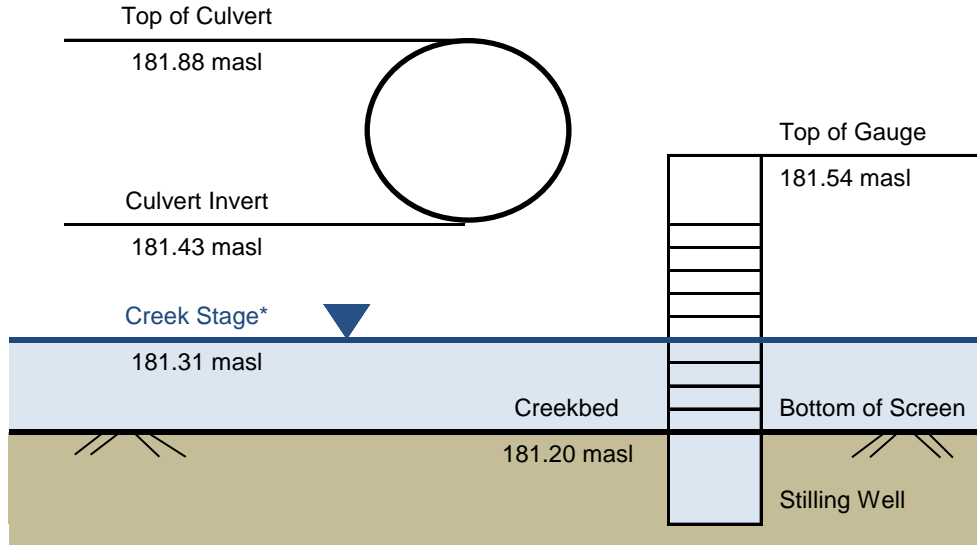 Top of Culvert
181.88 masl
Top of Gauge
181.54 masl
Culvert Invert
181.43 masl
Creek Stage*
181.31 masl
Creekbed
Bottom of Screen
181.20 masl
Stilling Well